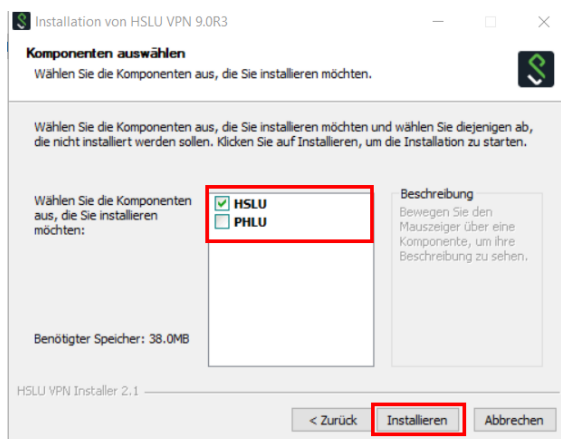 Installation von HSLU VPN 9.0R3
Komponenten auswählen
Wählen Sie die Komponenten aus, die Sie installieren möchten.
Wählen Sie die Komponenten aus, die Sie installieren möchten und wählen Sie diejenigen ab,
die nicht installiert werden sollen. Klicken Sie auf Installieren, um die Installation zu starten.
Wählen Sie die Komponenten
aus, die Sie installieren
möchten:
HSLU
PHLU
Beschreibung
Bewegen Sie den
Mauszeiger über eine
Komponente, um ihre
Beschreibung zu sehen.
Benötigter Speicher: 38.0MB
HSLU VPN Installer 2.1
< Zurück
Installieren
Abbrechen